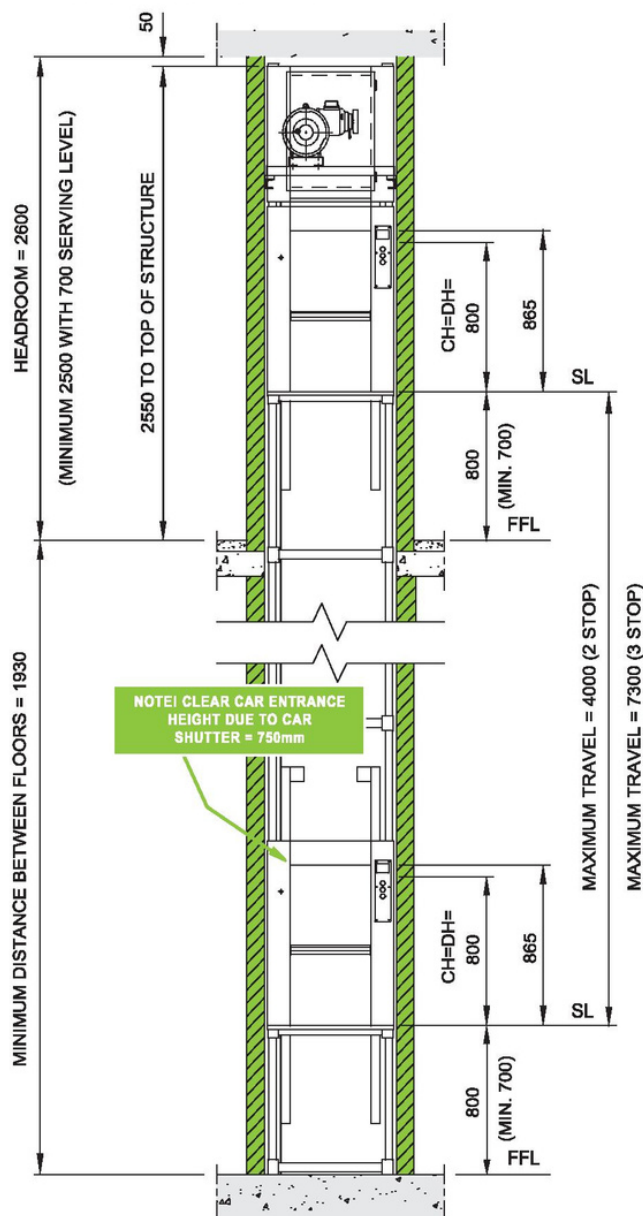 50
HEADROOM = 2600
(MINIMUM 2500 WITH 700 SERVING LEVEL)
2550 TO TOP OF STRUCTURE
CH=DH=
800
865
SL
800
(MIN. 700)
FFL
MINIMUM DISTANCE BETWEEN FLOORS = 1930
NOTE! CLEAR CAR ENTRANCE
HEIGHT DUE TO CAR
SHUTTER = 750mm
MAXIMUM TRAVEL = 4000 (2 STOP)
MAXIMUM TRAVEL = 7300 (3 STOP)
CH=DH=
800
865
SL
800
(MIN. 700)
FFL